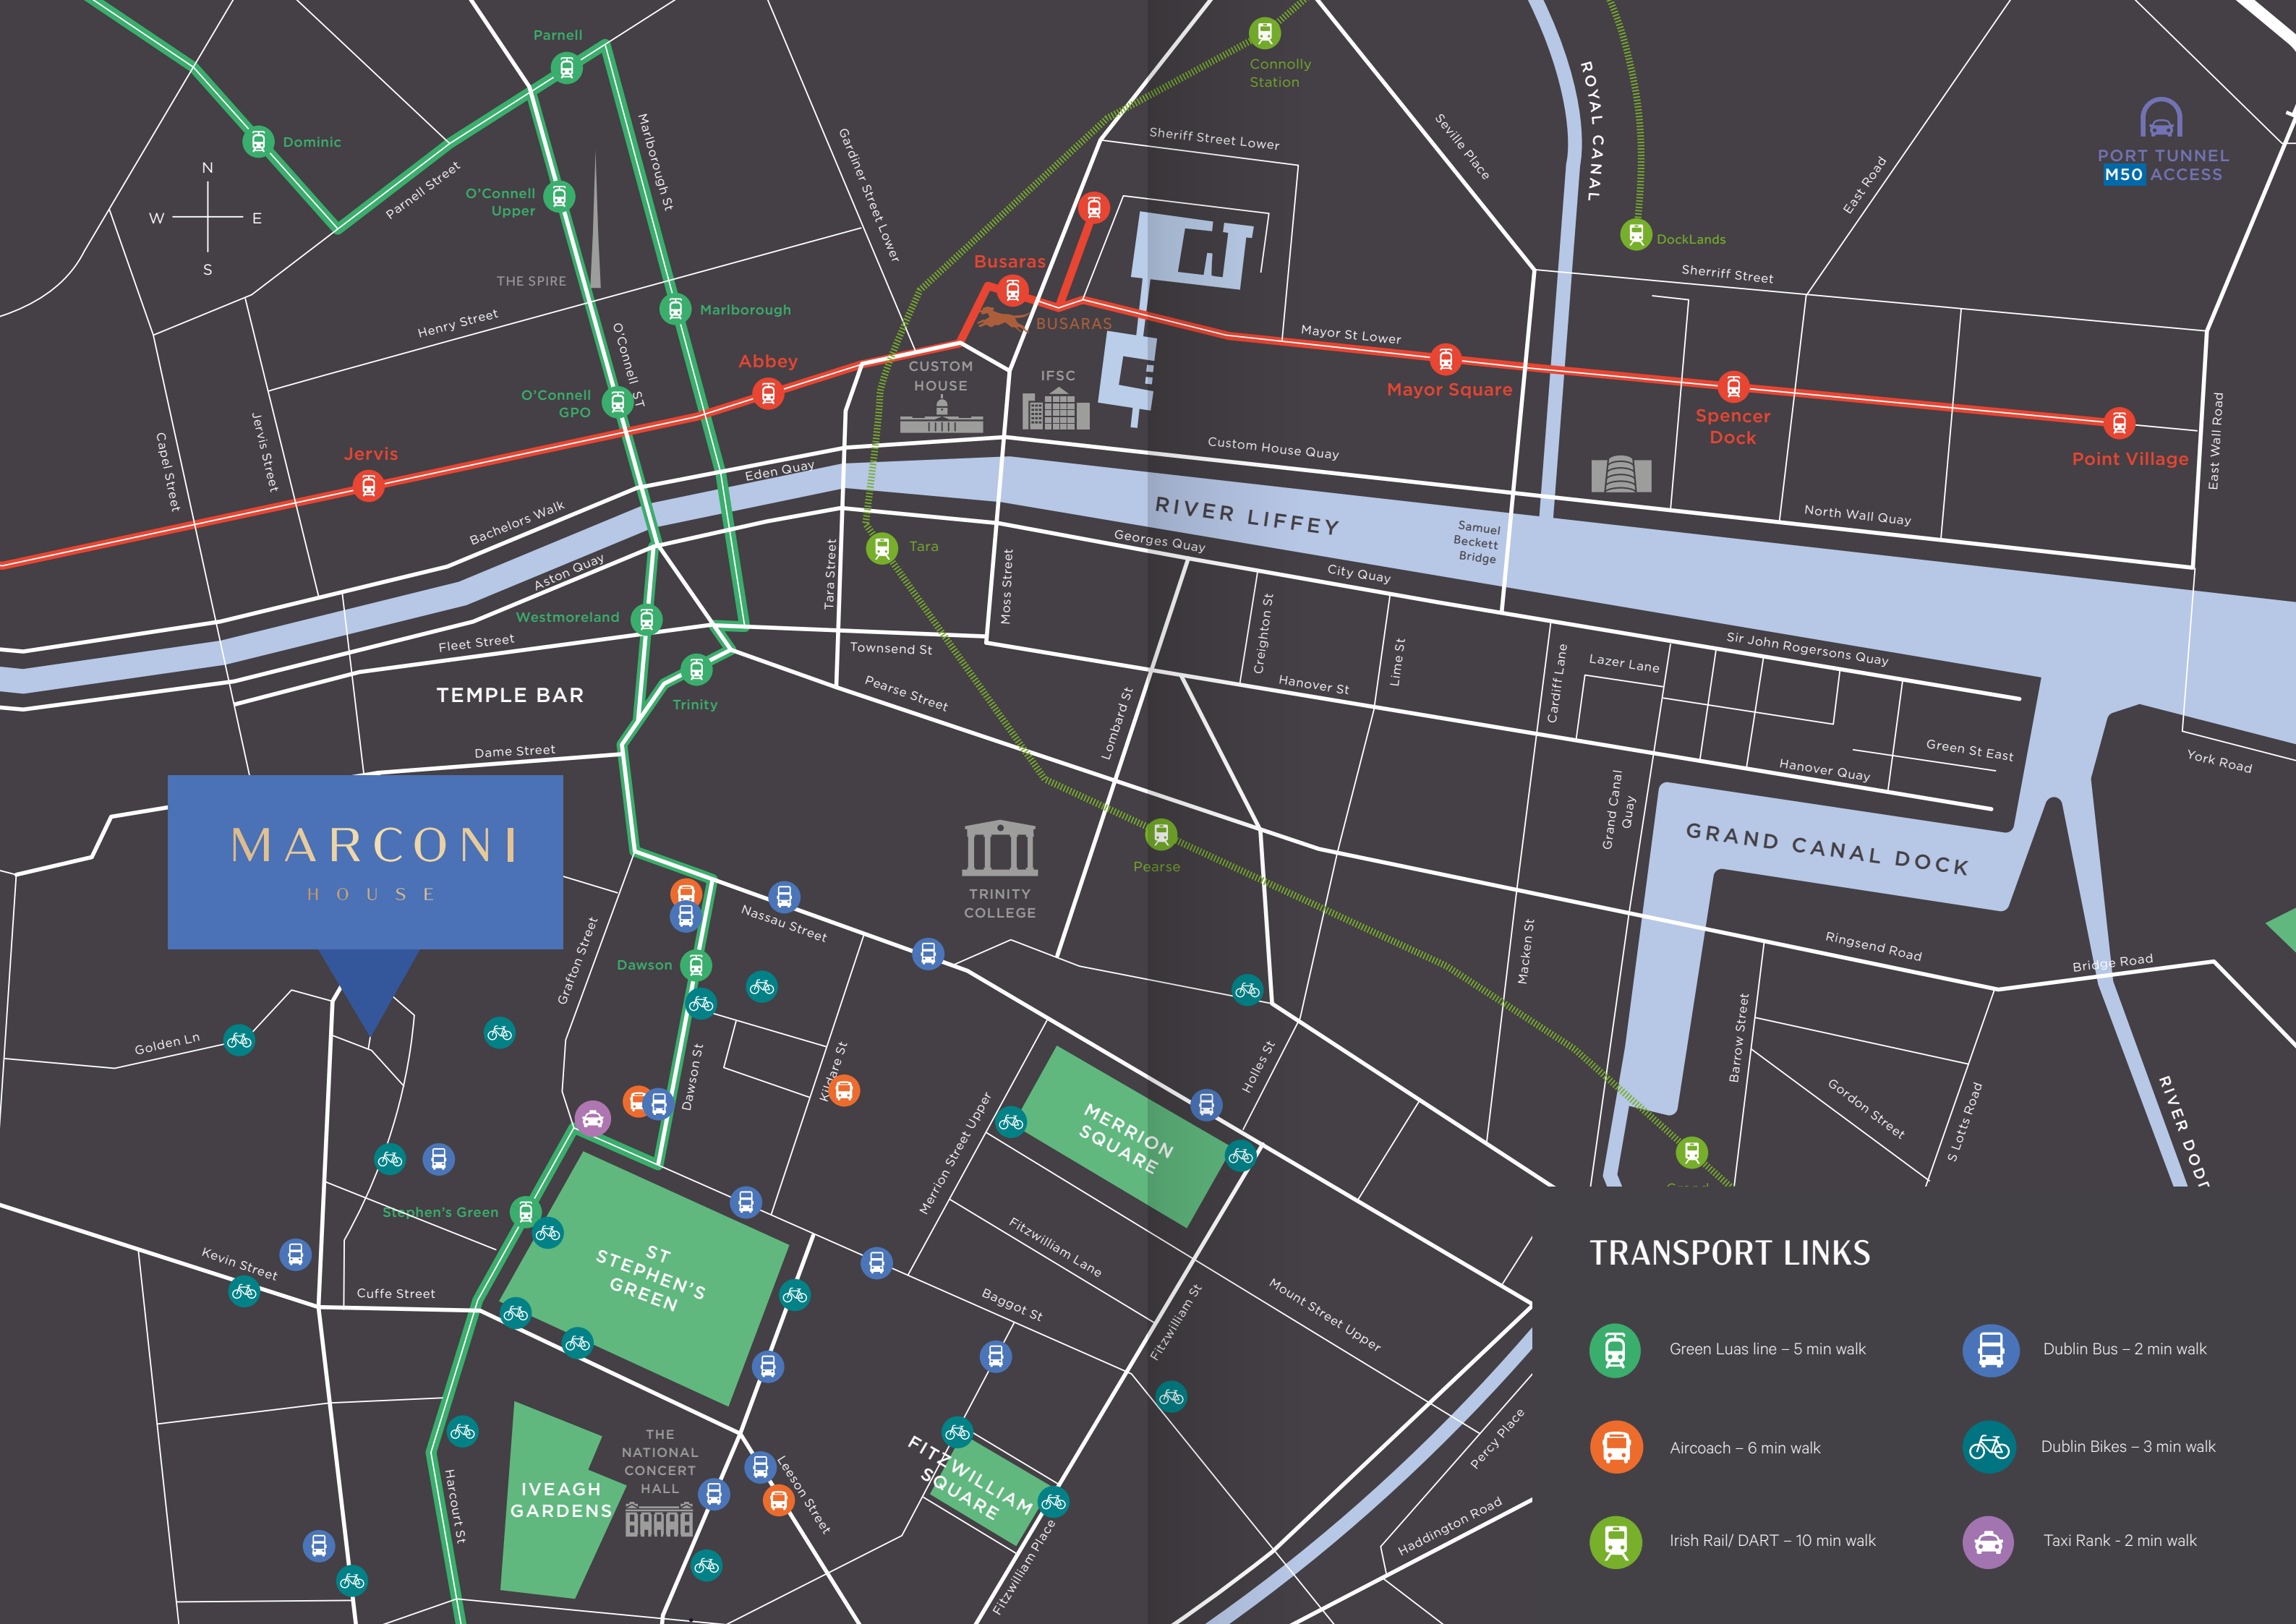 Parnell
Connolly
Station
ROYAL CANAL
Dominic
Marlborough St
Gardiner Street Lower
Sheriff Street Lower
Seville Place
PORT TUNNEL
M50 ACCESS
East Road
N
W
E
S
Parnell Street
O'Connell
Upper
DockLands
Sherriff Street
THE SPIRE
Busaras
BUSARAS
Henry Street
Marlborough
Mayor St Lower
O'Connell ST
Abbey
CUSTOM
HOUSE
IFSC
Mayor Square
O'Connell
GPO
Spencer
Dock
Point Village
East Wall Road
Capel Street
Jervis Street
Jervis
Eden Quay
Custom House Quay
Bachelors Walk
RIVER LIFFEY
North Wall Quay
Samuel
Beckett
Bridge
Aston Quay
Tara
Tara Street
Moss Street
Georges Quay
City Quay
Westmoreland
Fleet Street
Townsend St
Creighton St
Lime St
Cardiff Lane
Lazer Lane
Sir John Rogersons Quay
TEMPLE BAR
Trinity
Pearse Street
Lombard St
Hanover St
Green St East
York Road
Dame Street
Hanover Quay
Grand Canal
Quay
MARCONI
HOUSE
GRAND CANAL DOCK
Pearse
TRINITY
COLLEGE
Nassau Street
Grafton Street
Dawson
Macken St
Ringsend Road
Bridge Road
Golden Ln
Dawson St
Kildare St
Holles St
Barrow Street
Gordon Street
S Lotts Road
RIVER DODD
Merrion Street Upper
MERRION
SQUARE
Grand
Stephen's Green
Kevin Street
Cuffe Street
ST
STEPHEN'S
GREEN
Fitzwilliam Lane
Baggot St
Fitzwilliam St
Mount Street Upper
THE
NATIONAL
CONCERT
HALL
IVEAGH
GARDENS
Harcourt St
Leeson Street
FITZWILLIAM
SQUARE
Fitzwilliam Place
Percy Place
Haddington Road
TRANSPORT LINKS
Green Luas line – 5 min walk
Dublin Bus – 2 min walk
Aircoach – 6 min walk
Dublin Bikes – 3 min walk
Irish Rail/ DART – 10 min walk
Taxi Rank - 2 min walk